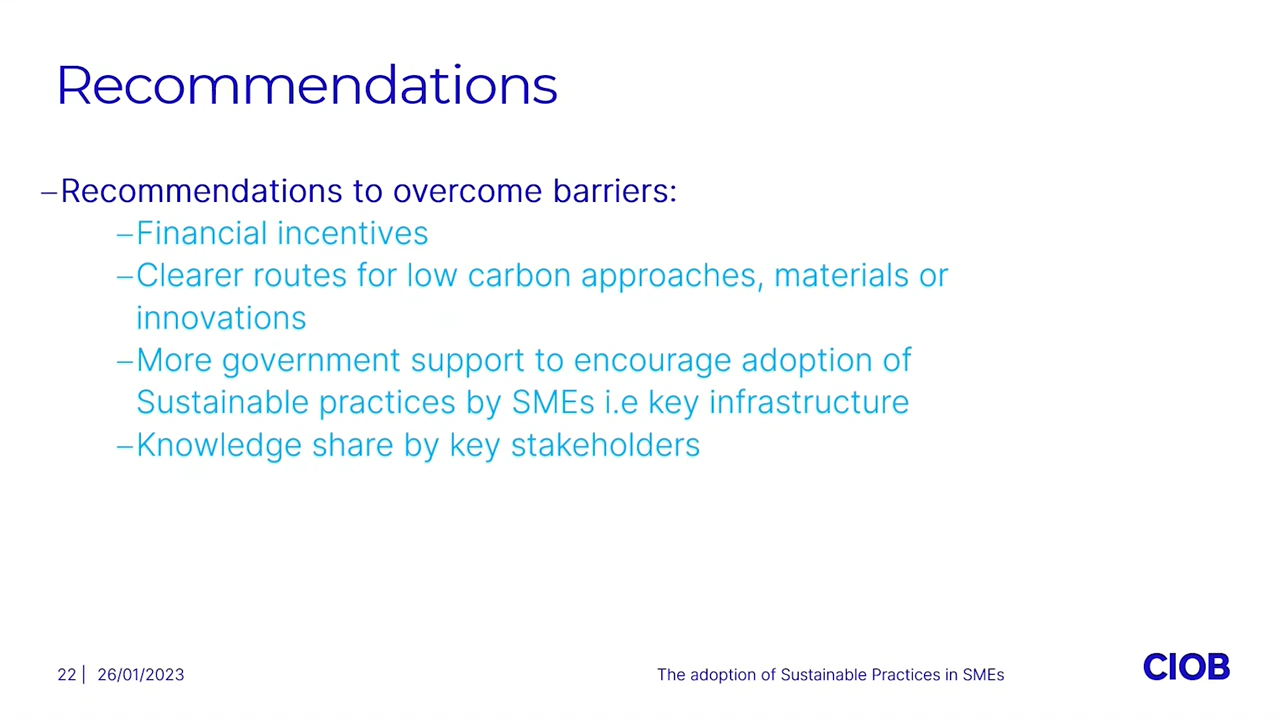 Recommendations
–Recommendations to overcome barriers:
–Financial incentives
–Clearer routes for low carbon approaches, materials or
innovations
–More government support to encourage adoption of
Sustainable practices by SMEs i.e key infrastructure
–Knowledge share by key stakeholders
22 | 26/01/2023
The adoption of Sustainable Practices in SMEs
CIOB